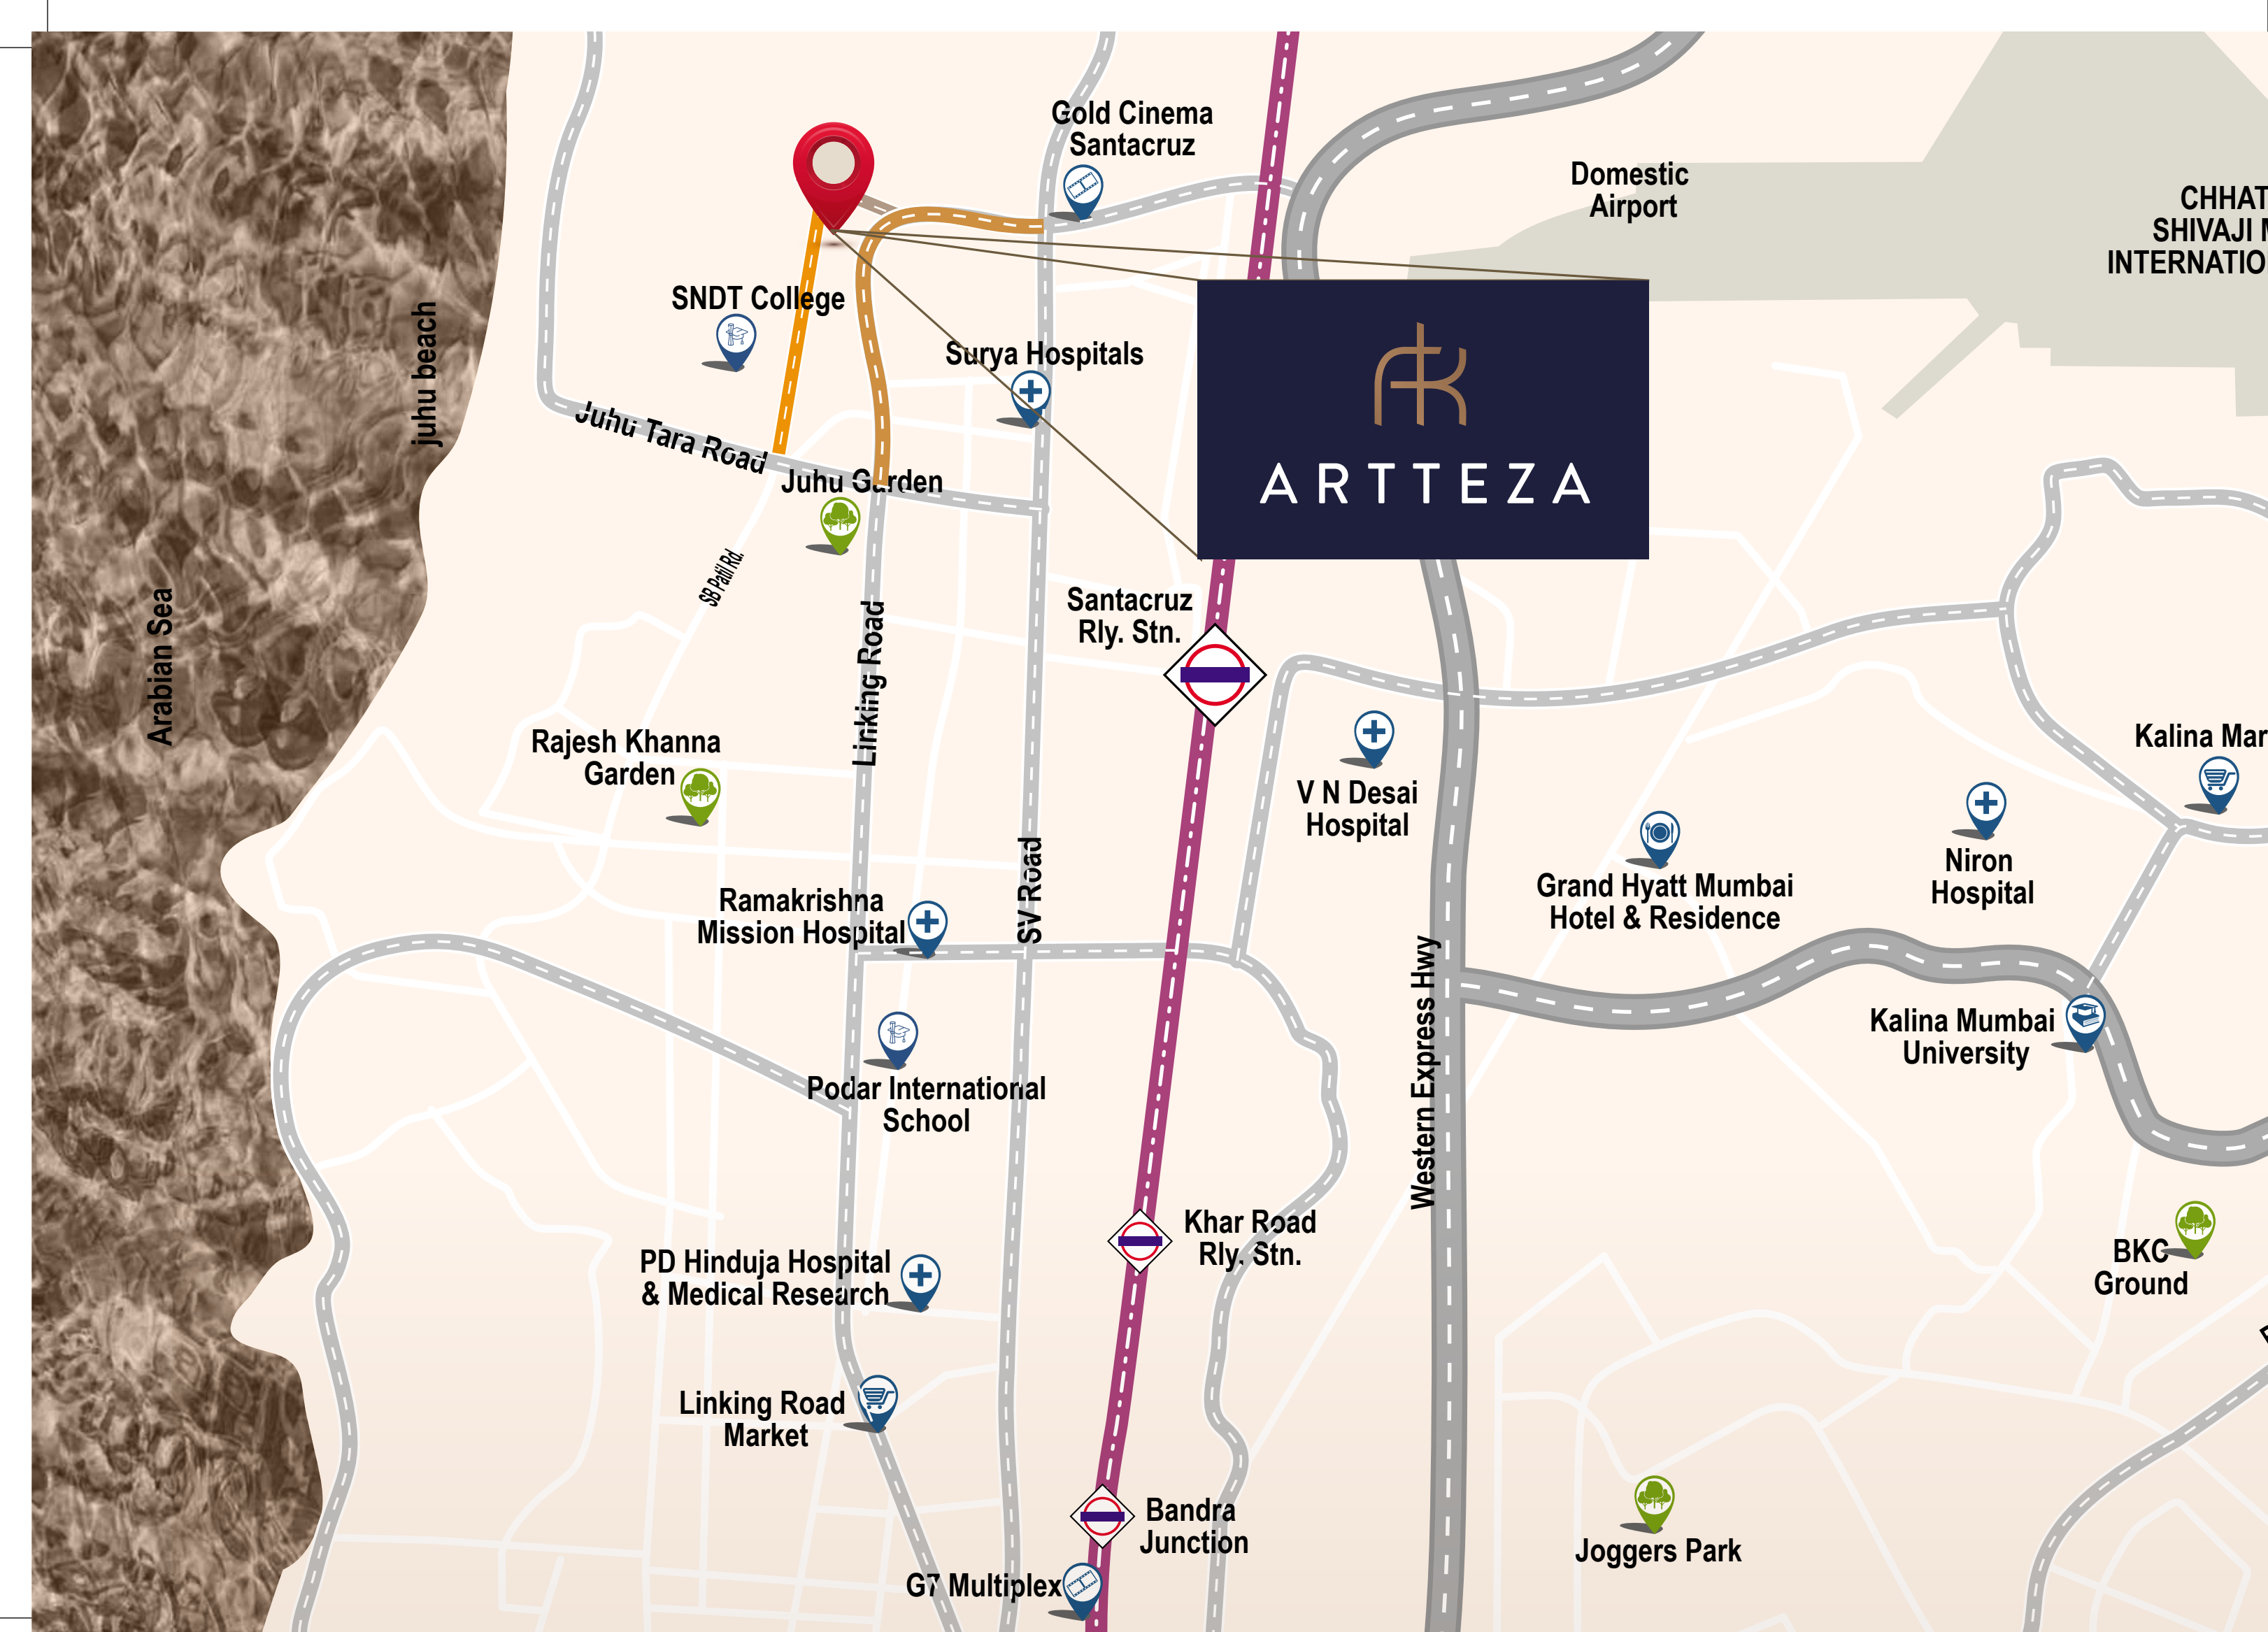 Gold Cinema
Santacruz
Domestic
Airport
CHHAT
SHIVAJI M
INTERNATIO
SNDT College
juhu beach
Surya Hospitals
ARTTEZA
Juhu Tara Road
Juhu Garden
SB Patil Rd.
Santacruz
Rly. Stn.
Arabian Sea
Linking Road
Rajesh Khanna
Garden
Kalina Mar
V N Desai
Hospital
Niron
Hospital
Grand Hyatt Mumbai
Hotel & Residence
SV Road
Ramakrishna
Mission Hospital
Western Express Hwy
Kalina Mumbai
University
Podar International
School
Khar Road
Rly. Stn.
BKC
Ground
PD Hinduja Hospital
& Medical Research
Linking Road
Market
Bandra
Junction
Joggers Park
G7 Multiplex